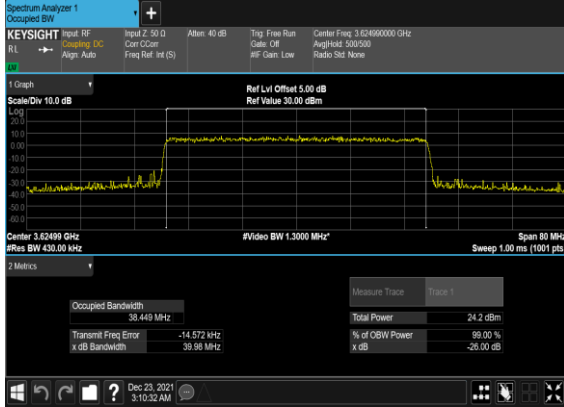 Spectrum Analyzer 1
Occupied BW
+
KEYSIGHT
RL
LU
Input: RF
Coupling: DC
Align: Auto
Input Z: 50 Ω
Corr CCorr
Freq Ref: Int (S)
Atten: 40 dB
Trig: Free Run
Gate: Off
#IF Gain: Low
Center Freq: 3.624990000 GHz
Avg|Hold: 500/500
Radio Std: None
1 Graph
Scale/Div 10.0 dB
Ref Lvl Offset 5.00 dB
Ref Value 30.00 dBm
Log
20.0
10.0
0.00
-10.0
-20.0
-30.0
-40.0
-50.0
-60.0
Center 3.62499 GHz
#Res BW 430.00 kHz
#Video BW 1.3000 MHz*
Span 80 MHz
Sweep 1.00 ms (1001 pts
2 Metrics
Occupied Bandwidth
38.449 MHz
Transmit Freq Error -14.572 kHz
x dB Bandwidth 39.98 MHz
Measure Trace Trace 1
Total Power 24.2 dBm
% of OBW Power 99.00 %
x dB -26.00 dB
?
Dec 23, 2021
3:10:32 AM